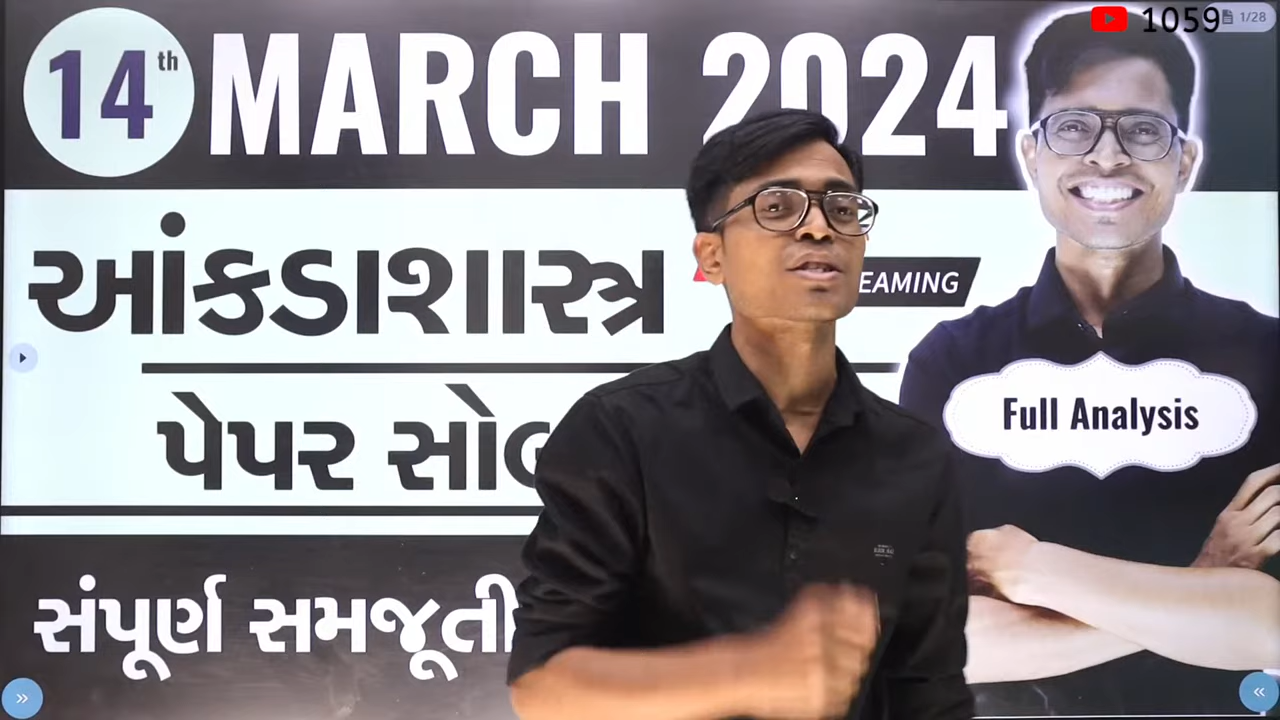 1059
1/28
14th MARCH 2024
આંકડાશાસ્ત્ર
EAMING
પેપર સોલ
Full Analysis
સંપૂર્ણ સમજૂતી